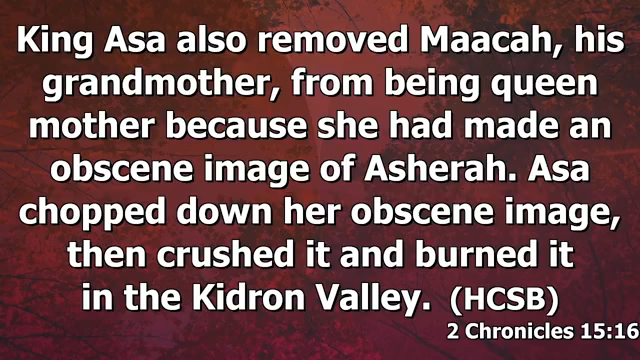 King Asa also removed Maacah, his
grandmother, from being queen
mother because she had made an
obscene image of Asherah. Asa
chopped down her obscene image,
then crushed it and burned it
in the Kidron Valley. (HCSB)
2 Chronicles 15:16